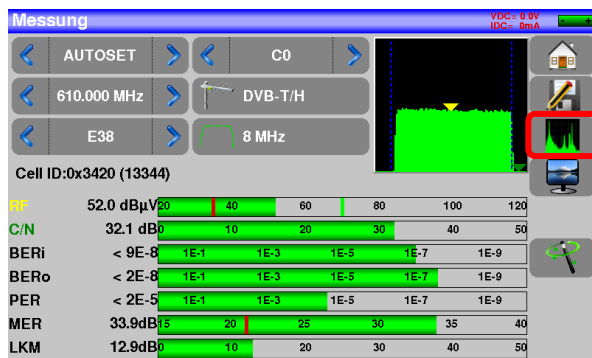 Messung VDC= 0.0V
IDC= 0mA
- +
AUTOSET C0
610.000 MHz DVB-T/H
E38 8 MHz
Cell ID:0x3420 (13344)
RF 52.0 dBµV 20 40 60 80 100 120
C/N 32.1 dB 0 10 20 30 40 50
BERi < 9E-8 1E-1 1E-3 1E-5 1E-7 1E-9
BERo < 2E-8 1E-1 1E-3 1E-5 1E-7 1E-9
PER < 2E-5 1E-1 1E-3 1E-5 1E-7 1E-9
MER 33.9dB 15 20 25 30 35 40
LKM 12.9dB 0 10 20 30 40 50